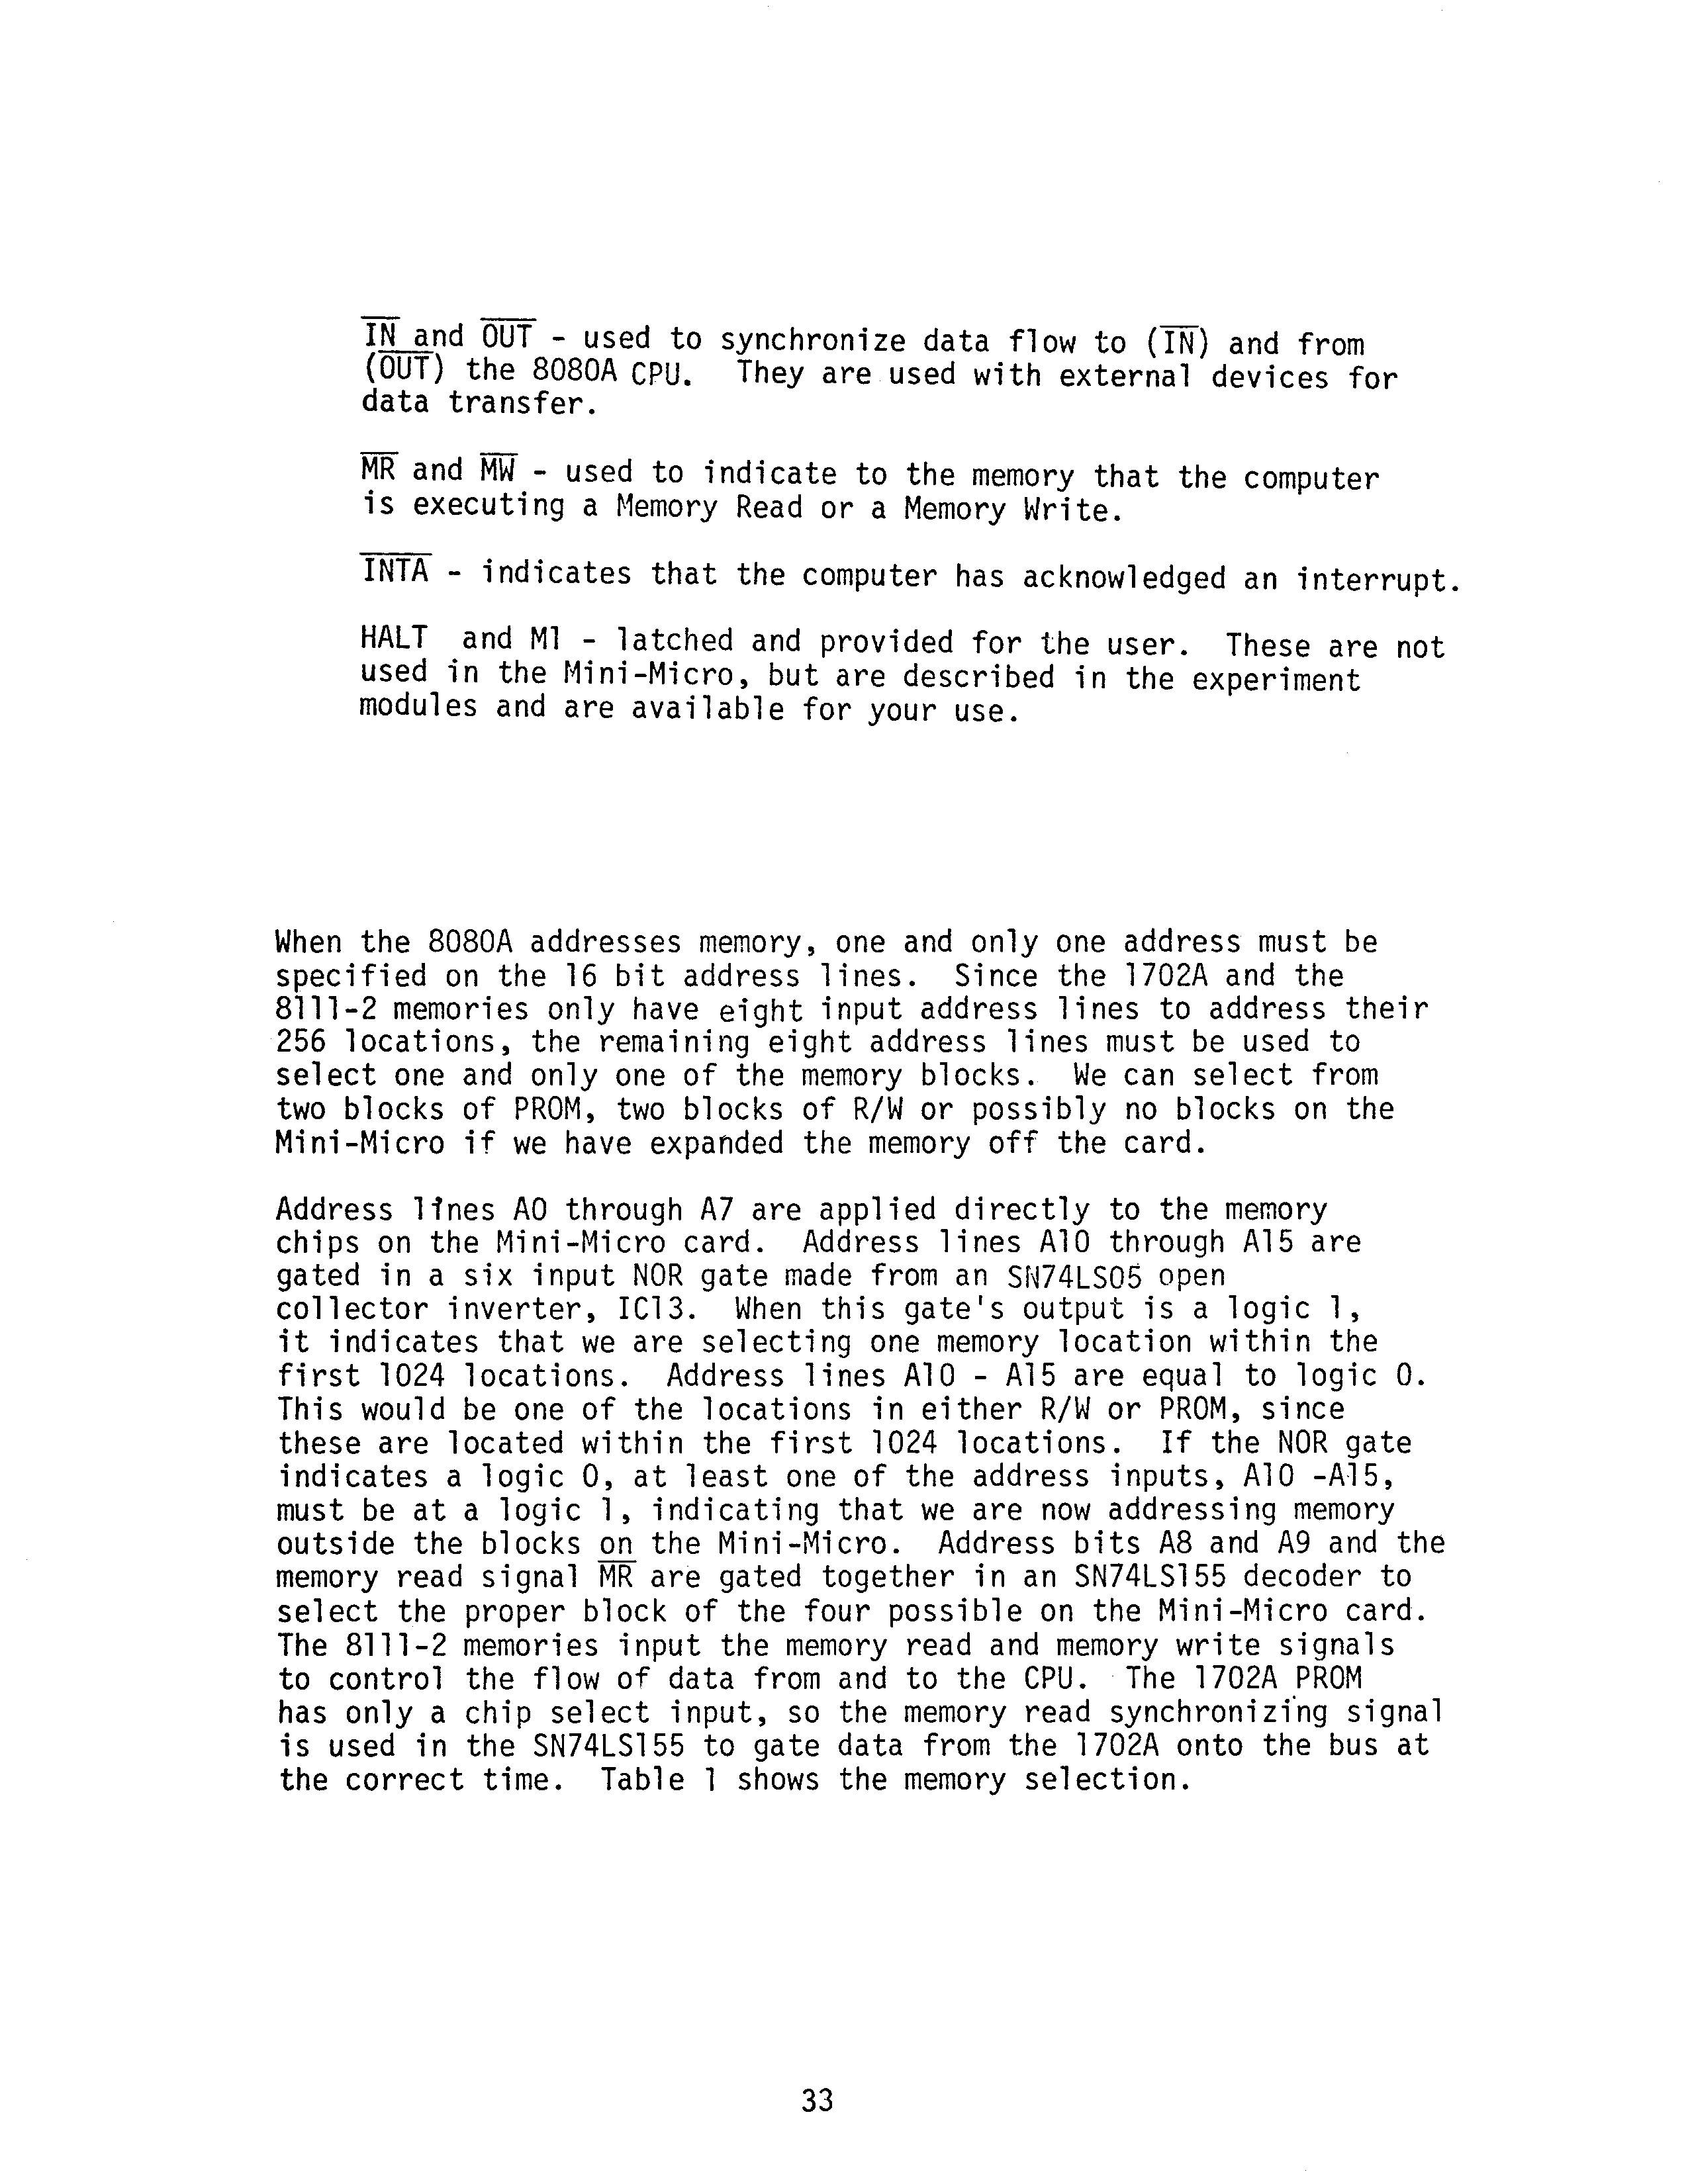 I̅N̅ and O̅U̅T̅ - used to synchronize data flow to (I̅N̅) and from
(O̅U̅T̅) the 8080A CPU.  They are used with external devices for
data transfer.
M̅R̅ and M̅W̅ - used to indicate to the memory that the computer
is executing a Memory Read or a Memory Write.
I̅N̅T̅A̅ - indicates that the computer has acknowledged an interrupt.
HALT  and M1 - latched and provided for the user.  These are not
used in the Mini-Micro, but are described in the experiment
modules and are available for your use.
When the 8080A addresses memory, one and only one address must be
specified on the 16 bit address lines.  Since the 1702A and the
8111-2 memories only have eight input address lines to address their
256 locations, the remaining eight address lines must be used to
select one and only one of the memory blocks.  We can select from
two blocks of PROM, two blocks of R/W or possibly no blocks on the
Mini-Micro if we have expanded the memory off the card.
Address lines A0 through A7 are applied directly to the memory
chips on the Mini-Micro card.  Address lines A10 through A15 are
gated in a six input NOR gate made from an SN74LS05 open
collector inverter, IC13.  When this gate's output is a logic 1,
it indicates that we are selecting one memory location within the
first 1024 locations.  Address lines A10 - A15 are equal to logic 0.
This would be one of the locations in either R/W or PROM, since
these are located within the first 1024 locations.  If the NOR gate
indicates a logic 0, at least one of the address inputs, A10 -A15,
must be at a logic 1, indicating that we are now addressing memory
outside the blocks on the Mini-Micro.  Address bits A8 and A9 and the
memory read signal M̅R̅ are gated together in an SN74LS155 decoder to
select the proper block of the four possible on the Mini-Micro card.
The 8111-2 memories input the memory read and memory write signals
to control the flow of data from and to the CPU.  The 1702A PROM
has only a chip select input, so the memory read synchronizing signal
is used in the SN74LS155 to gate data from the 1702A onto the bus at
the correct time.  Table 1 shows the memory selection.
33